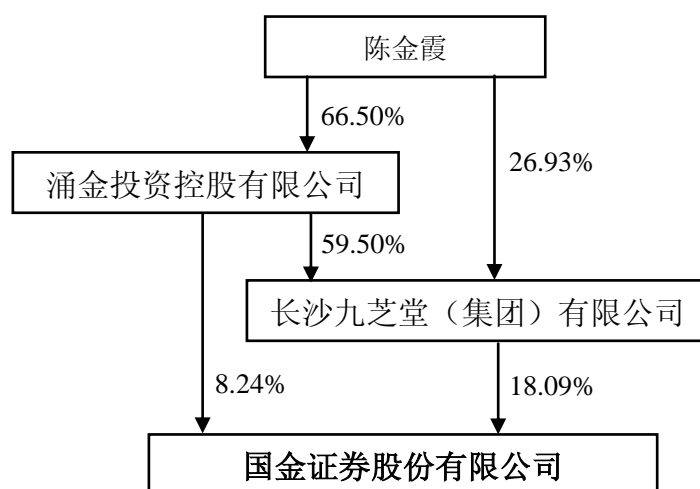 陈金霞
66.50%
涌金投资控股有限公司
26.93%
59.50%
长沙九芝堂（集团）有限公司
8.24%
18.09%
国金证券股份有限公司